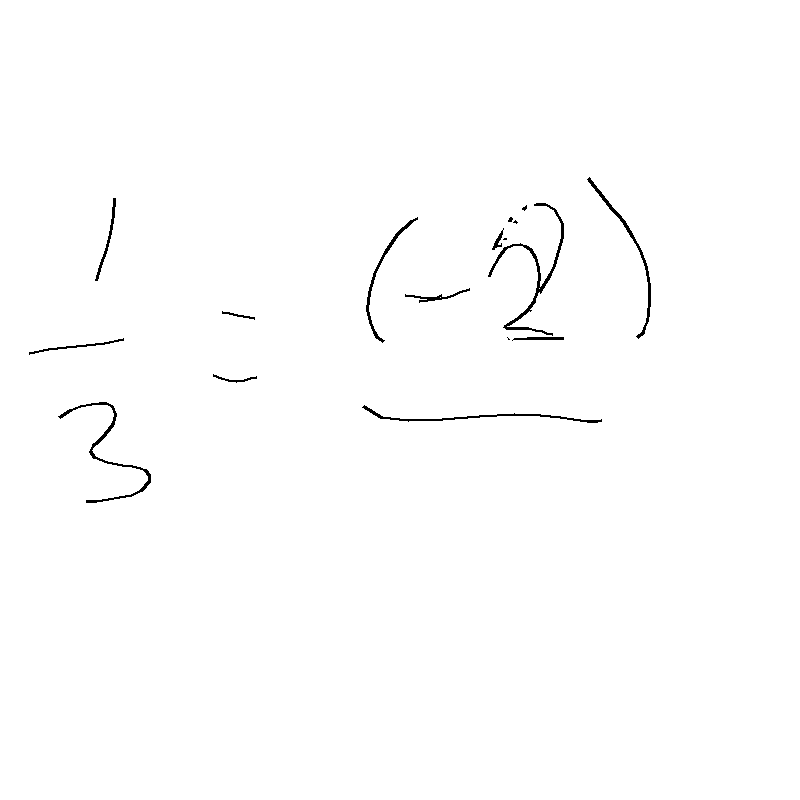 1/3 = (-2)/